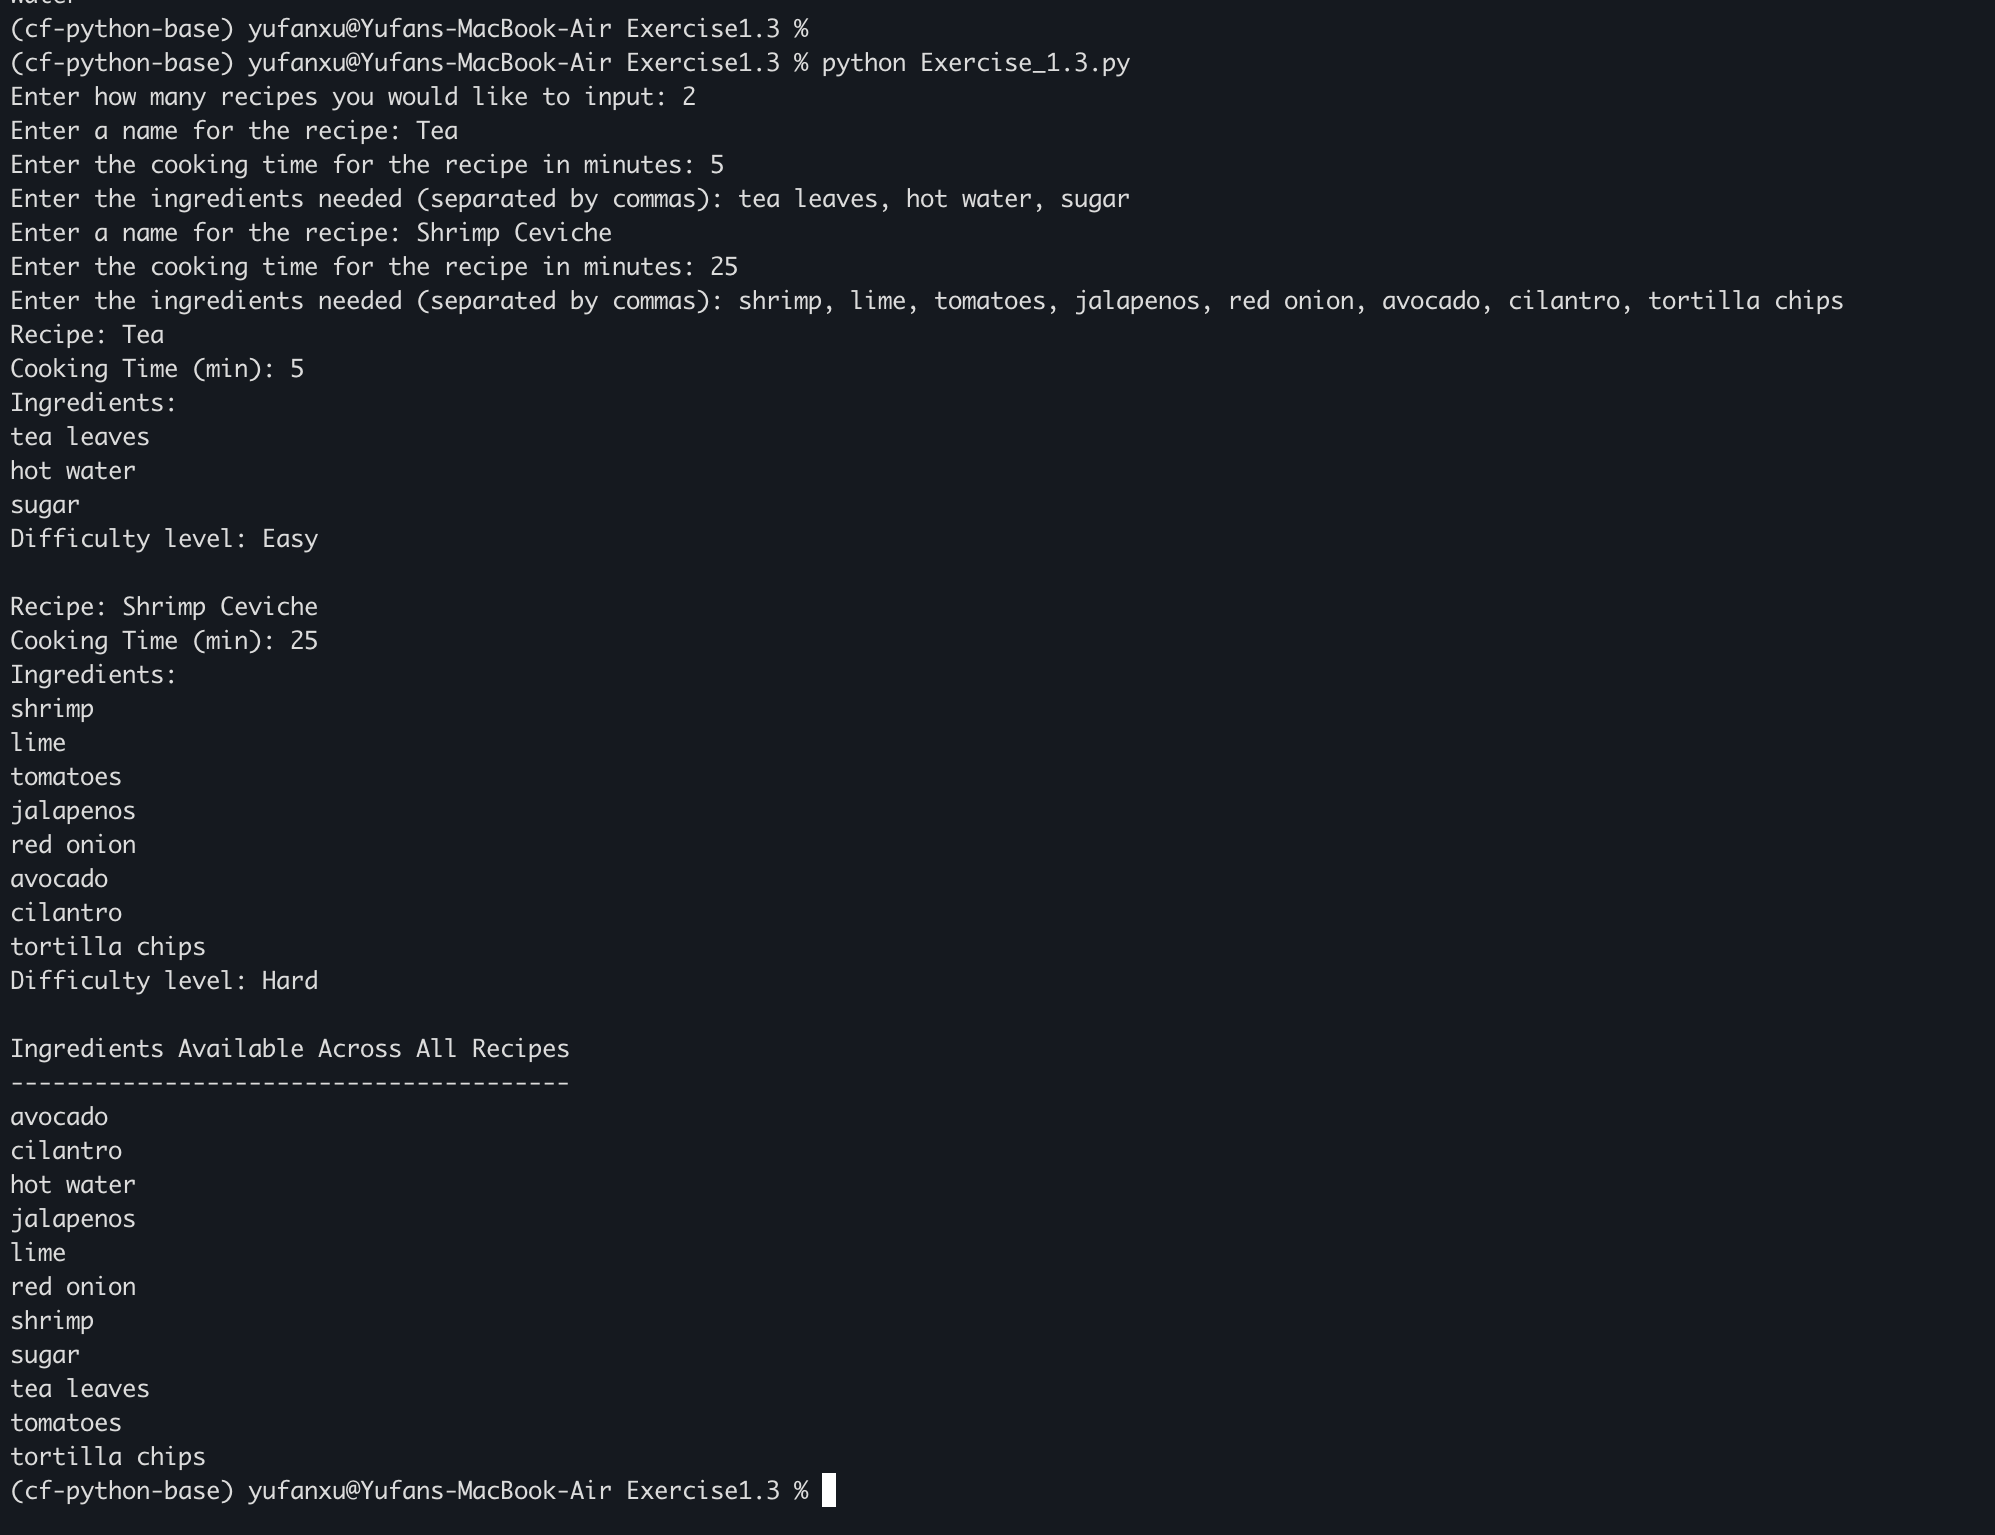 (cf-python-base) yufanxu@Yufans-MacBook-Air Exercise1.3 %
(cf-python-base) yufanxu@Yufans-MacBook-Air Exercise1.3 % python Exercise_1.3.py
Enter how many recipes you would like to input: 2
Enter a name for the recipe: Tea
Enter the cooking time for the recipe in minutes: 5
Enter the ingredients needed (separated by commas): tea leaves, hot water, sugar
Enter a name for the recipe: Shrimp Ceviche
Enter the cooking time for the recipe in minutes: 25
Enter the ingredients needed (separated by commas): shrimp, lime, tomatoes, jalapenos, red onion, avocado, cilantro, tortilla chips
Recipe: Tea
Cooking Time (min): 5
Ingredients:
tea leaves
hot water
sugar
Difficulty level: Easy
Recipe: Shrimp Ceviche
Cooking Time (min): 25
Ingredients:
shrimp
lime
tomatoes
jalapenos
red onion
avocado
cilantro
tortilla chips
Difficulty level: Hard
Ingredients Available Across All Recipes
----------------------------------------
avocado
cilantro
hot water
jalapenos
lime
red onion
shrimp
sugar
tea leaves
tomatoes
tortilla chips
(cf-python-base) yufanxu@Yufans-MacBook-Air Exercise1.3 %